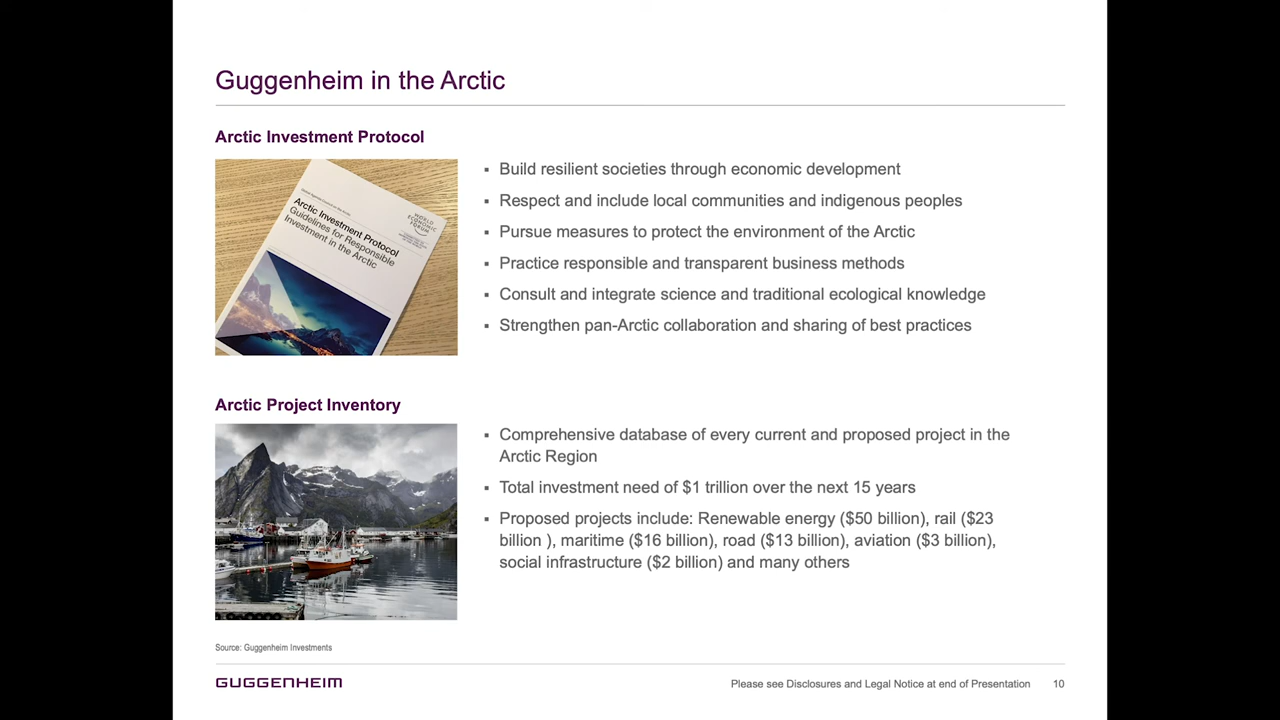 Guggenheim in the Arctic
Arctic Investment Protocol
Arctic Investment Protocol
Guidelines for Responsible
Investment in the Arctic
WORLD
ECONOMIC
FORUM
▪ Build resilient societies through economic development
▪ Respect and include local communities and indigenous peoples
▪ Pursue measures to protect the environment of the Arctic
▪ Practice responsible and transparent business methods
▪ Consult and integrate science and traditional ecological knowledge
▪ Strengthen pan-Arctic collaboration and sharing of best practices
Arctic Project Inventory
▪ Comprehensive database of every current and proposed project in the
Arctic Region
▪ Total investment need of $1 trillion over the next 15 years
▪ Proposed projects include: Renewable energy ($50 billion), rail ($23
billion ), maritime ($16 billion), road ($13 billion), aviation ($3 billion),
social infrastructure ($2 billion) and many others
Source: Guggenheim Investments
GUGGENHEIM
Please see Disclosures and Legal Notice at end of Presentation 10